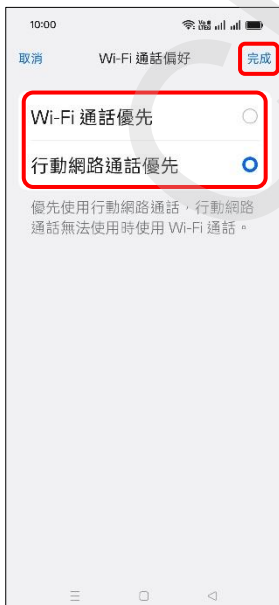 10:00
取消
Wi-Fi 通話偏好
完成
Wi-Fi 通話優先
行動網路通話優先
優先使用行動網路通話，行動網路
通話無法使用時使用 Wi-Fi 通話。